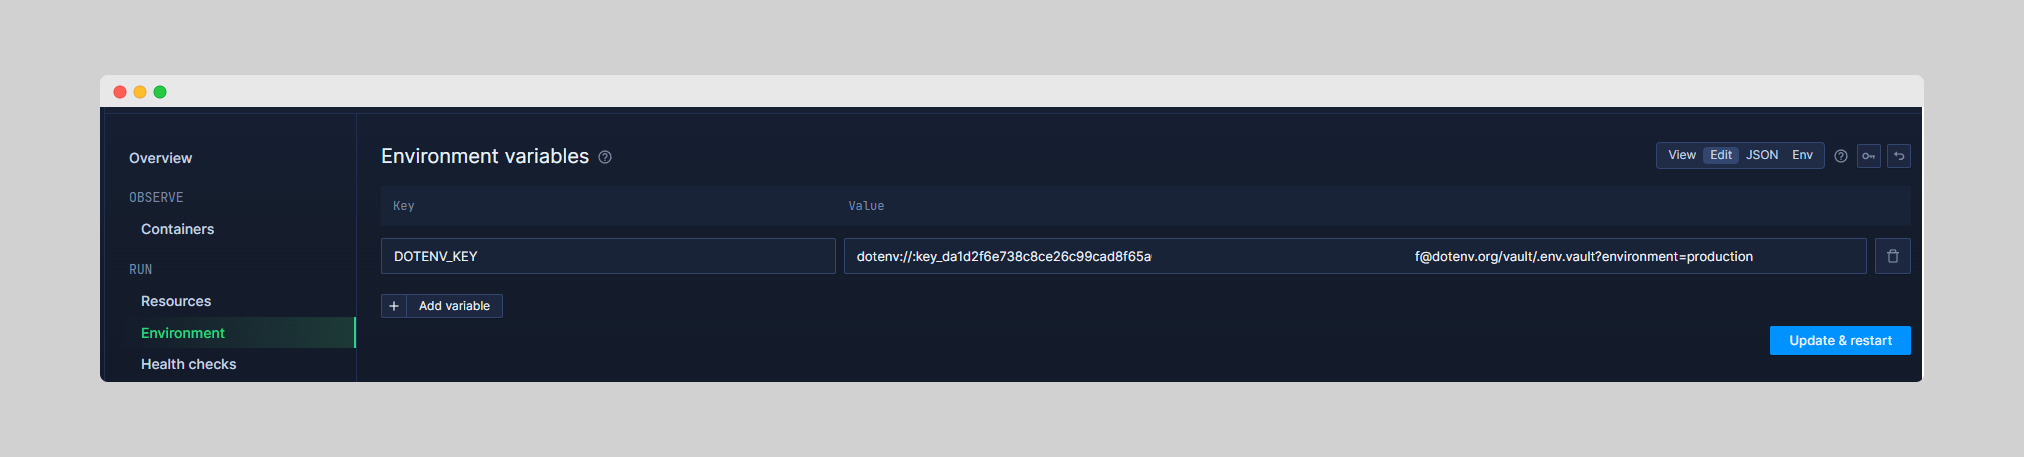 Overview
OBSERVE
Containers
RUN
Resources
Environment
Health checks
Environment variables
View Edit JSON Env
Key Value
DOTENV_KEY dotenv://:key_da1d2f6e738c8ce26c99cad8f65a f@dotenv.org/vault/.env.vault?environment=production
+ Add variable
Update & restart